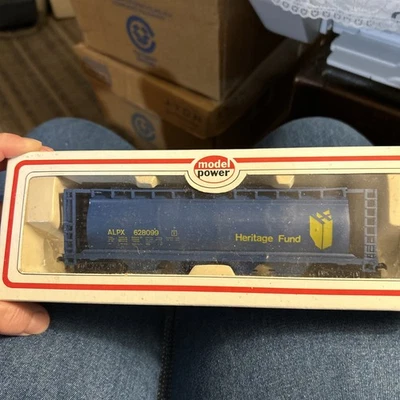 model
power
ALPX 628099
Heritage Fund